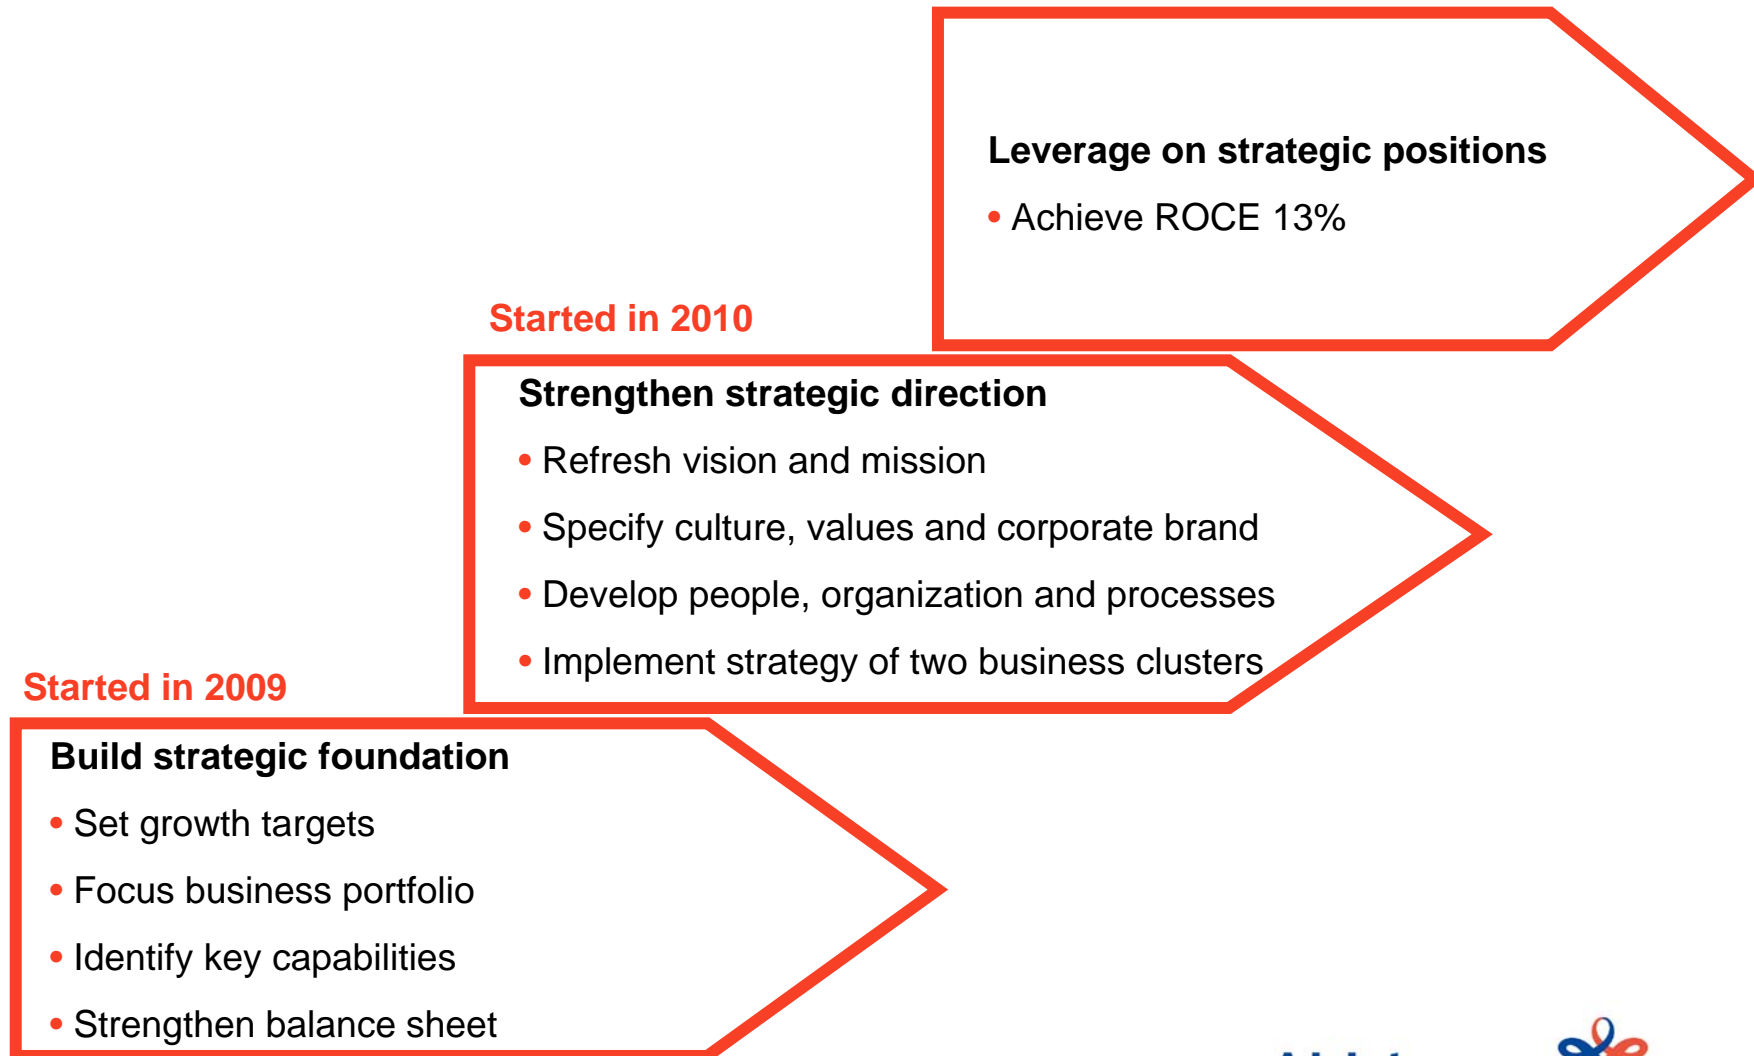 Leverage on strategic positions
• Achieve ROCE 13%
Started in 2010
Strengthen strategic direction
• Refresh vision and mission
• Specify culture, values and corporate brand
• Develop people, organization and processes
• Implement strategy of two business clusters
Started in 2009
Build strategic foundation
• Set growth targets
• Focus business portfolio
• Identify key capabilities
• Strengthen balance sheet